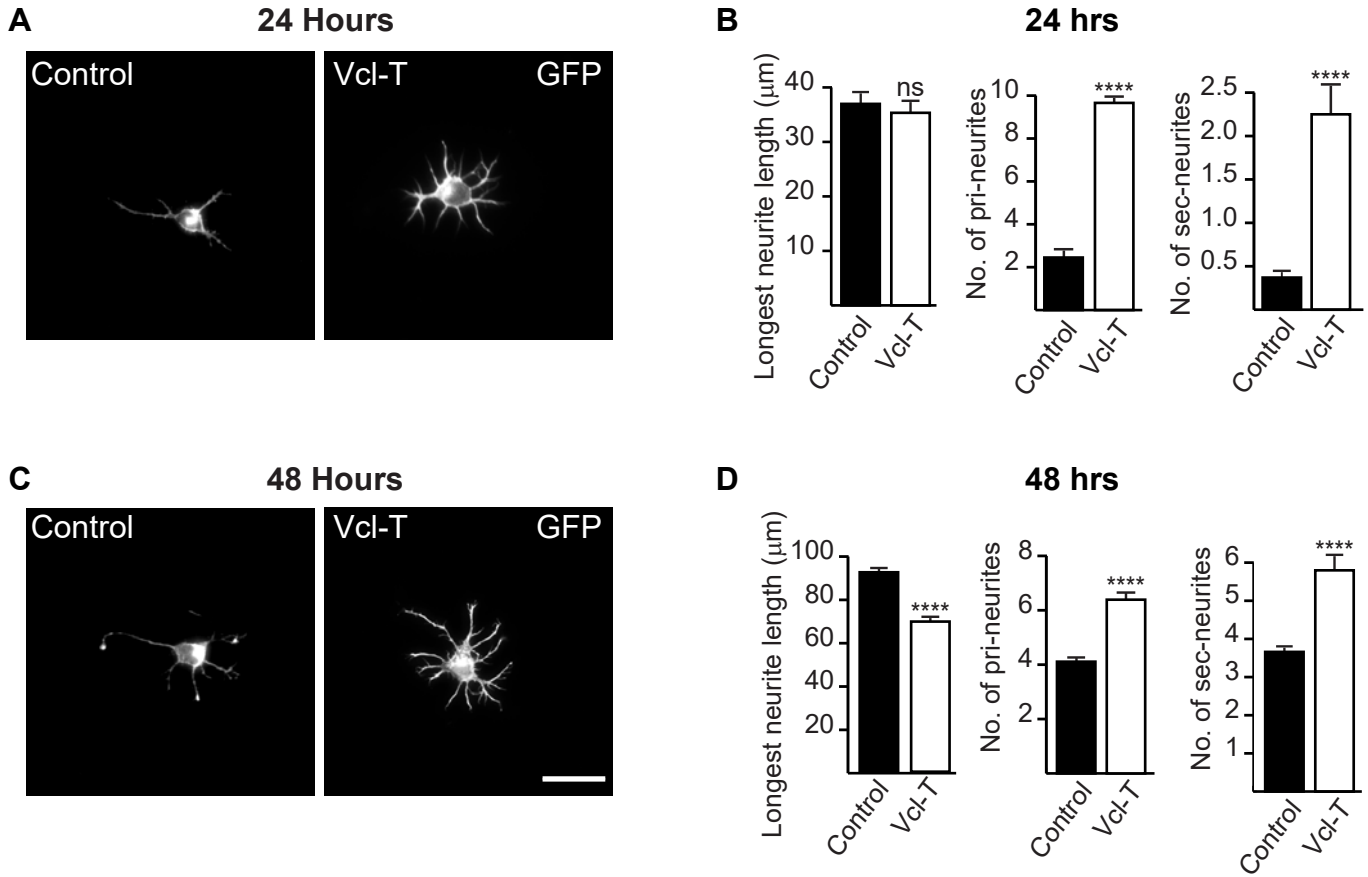 A
24 Hours
Control
Vcl-T
GFP
B
24 hrs
Longest neurite length (μm)
40
30
20
10
ns
Control
Vcl-T
No. of pri-neurites
10
8
6
4
2
****
Control
Vcl-T
No. of sec-neurites
2.5
2.0
1.5
1.0
0.5
****
Control
Vcl-T
C
48 Hours
Control
Vcl-T
GFP
D
48 hrs
Longest neurite length (μm)
100
80
60
40
20
****
Control
Vcl-T
No. of pri-neurites
8
6
4
2
****
Control
Vcl-T
No. of sec-neurites
6
5
4
3
2
1
****
Control
Vcl-T